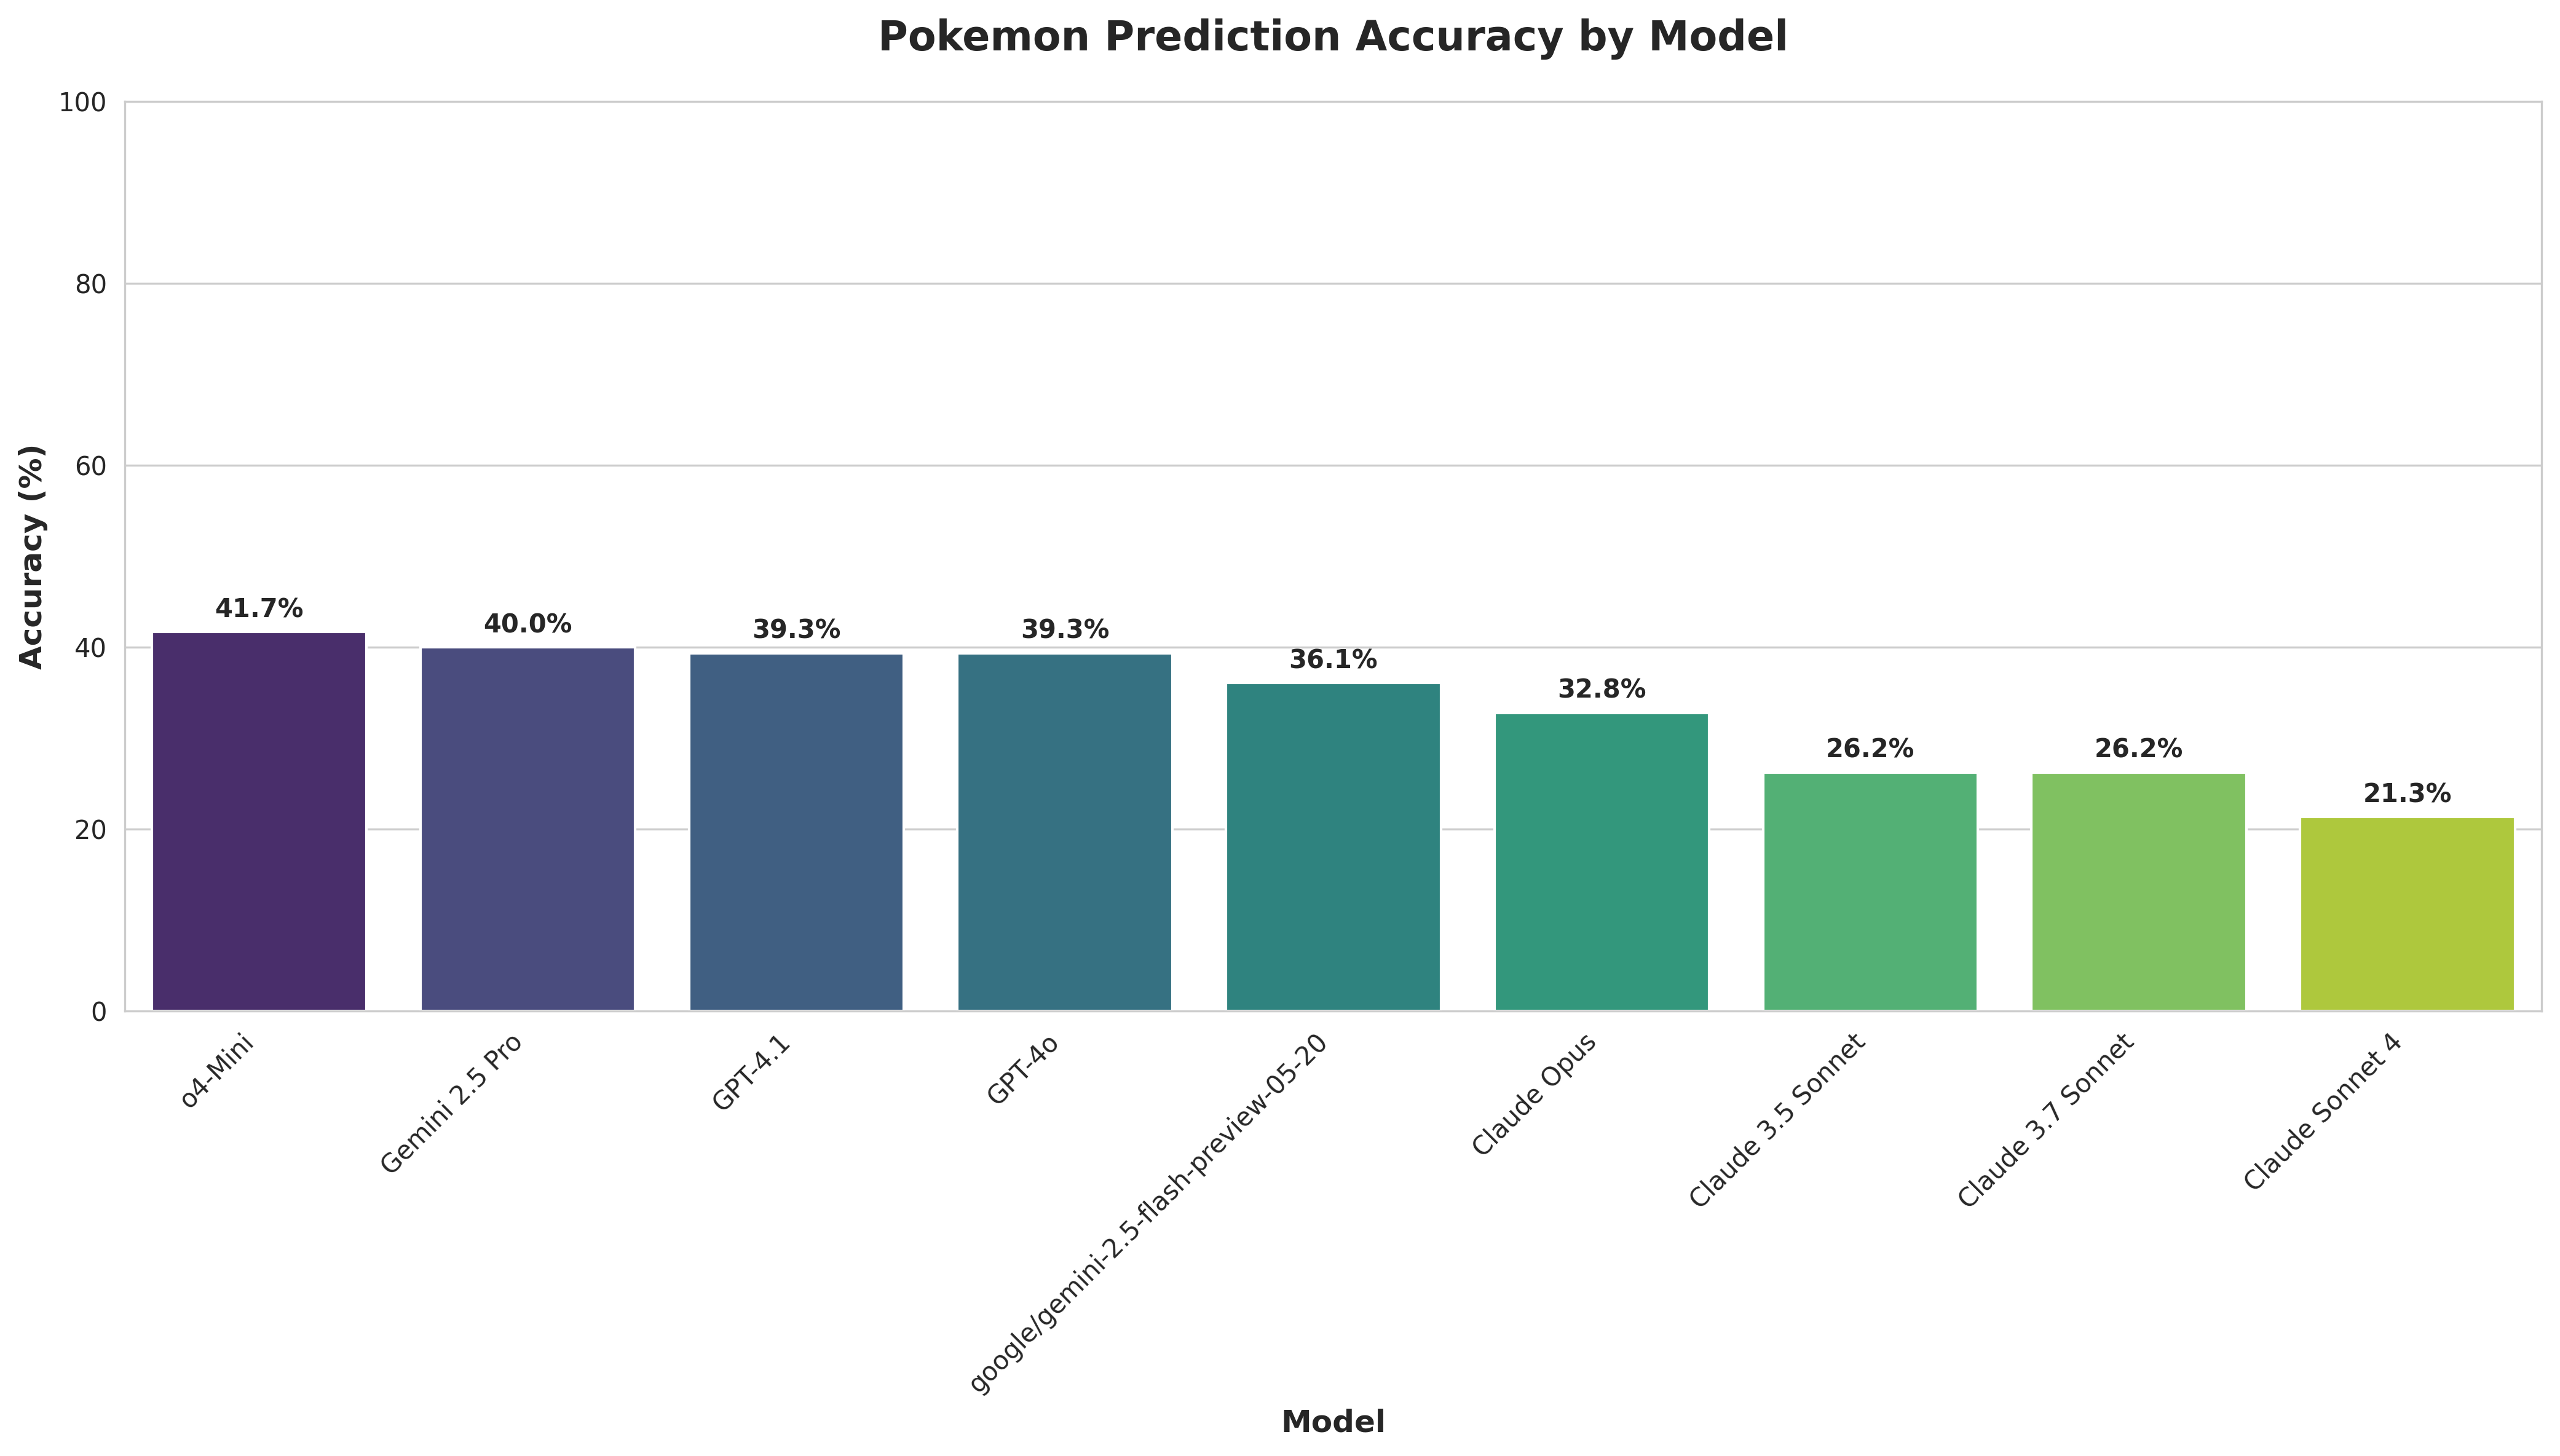 Pokemon Prediction Accuracy by Model
Accuracy (%)
100
80
60
40
20
0
41.7%
40.0%
39.3%
39.3%
36.1%
32.8%
26.2%
26.2%
21.3%
o4-Mini
Gemini 2.5 Pro
GPT-4.1
GPT-4o
google/gemini-2.5-flash-preview-05-20
Claude Opus
Claude 3.5 Sonnet
Claude 3.7 Sonnet
Claude Sonnet 4
Model